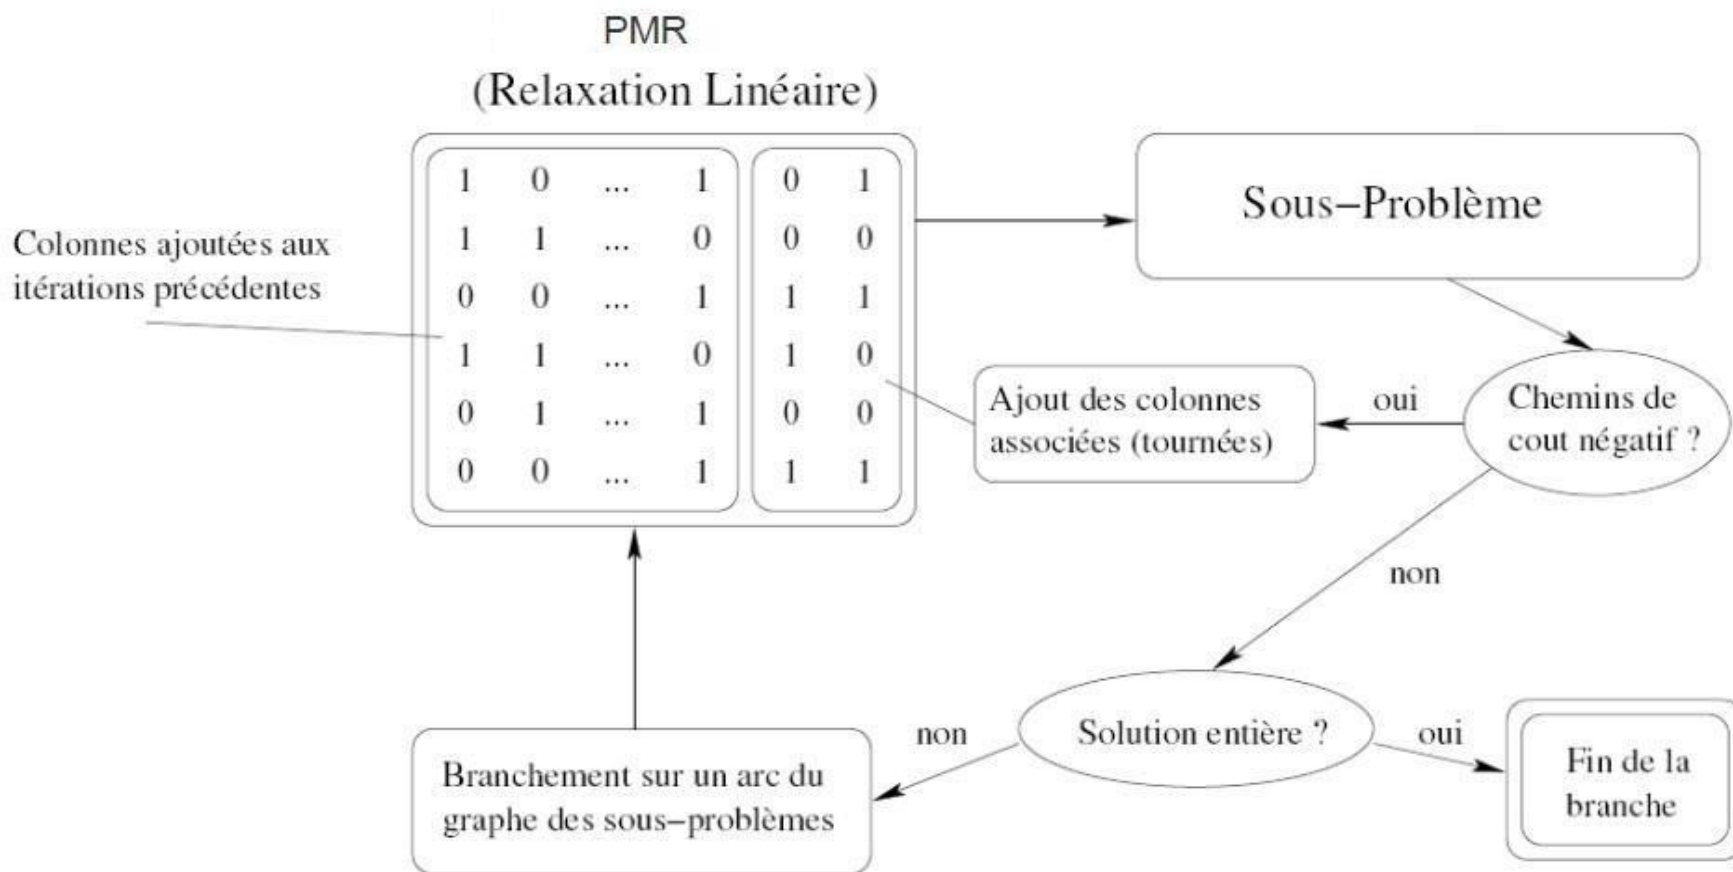 PMR
(Relaxation Linéaire)
1 0 ... 1 0 1
1 1 ... 0 0 0
0 0 ... 1 1 1
1 1 ... 0 1 0
0 1 ... 1 0 0
0 0 ... 1 1 1
Colonnes ajoutées aux
itérations précédentes
Sous–Problème
Chemins de
cout négatif ?
oui
Ajout des colonnes
associées (tournées)
non
Solution entière ?
non
oui
Branchement sur un arc du
graphe des sous–problèmes
Fin de la
branche